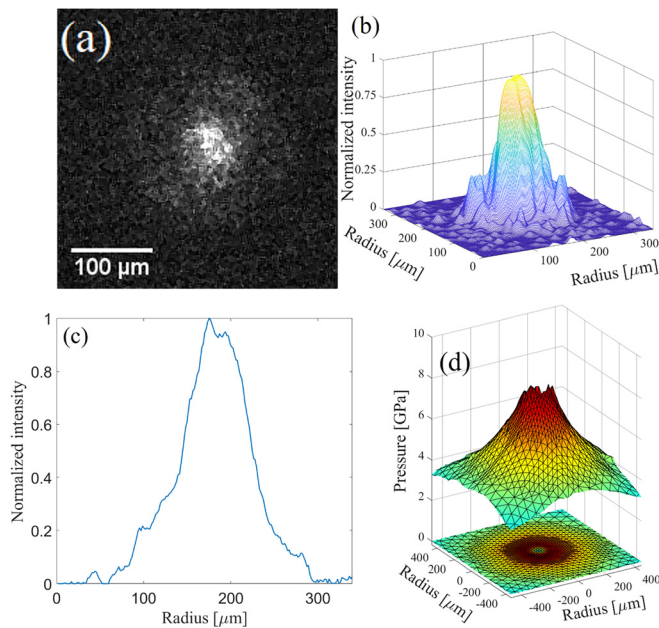 (a)
100 μm
(b)
Normalized intensity
1
0.75
0.5
0.25
0
300
200
100
0
100
200
300
Radius [μm]
Radius [μm]
(c)
Normalized intensity
1
0.8
0.6
0.4
0.2
0
0
100
200
300
Radius [μm]
(d)
Pressure [GPa]
10
8
6
4
2
0
400
200
0
-200
-400
-400
-200
0
200
400
Radius [μm]
Radius [μm]